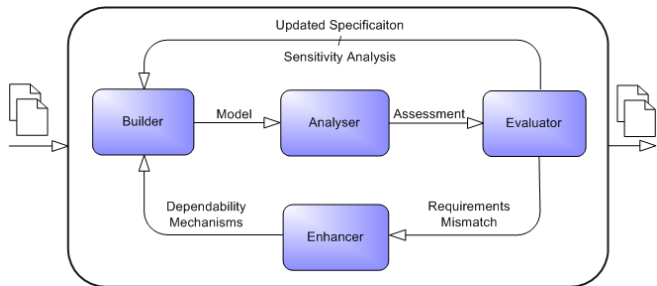 Updated Specificaiton
Sensitivity Analysis
Builder
Model
Analyser
Assessment
Evaluator
Dependability
Mechanisms
Enhancer
Requirements
Mismatch